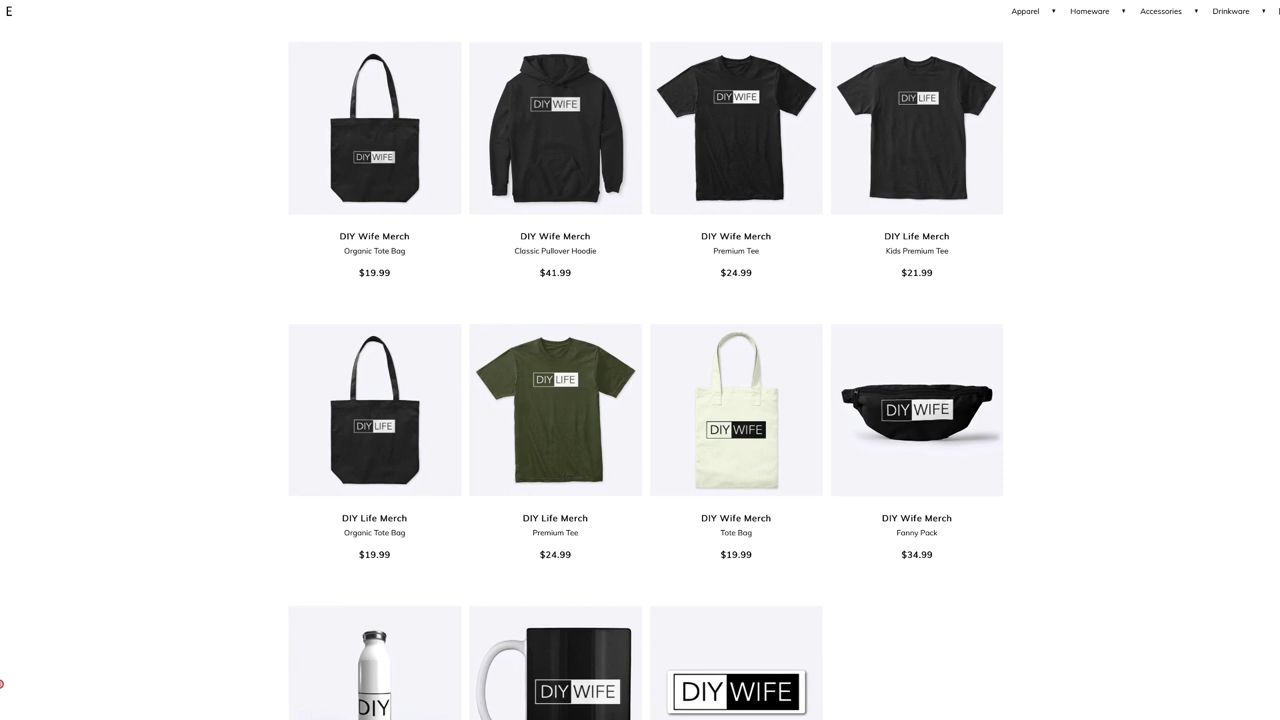 E
Apparel ▼ Homeware ▼ Accessories ▼ Drinkware ▼
DIY WIFE
DIY WIFE
DIY WIFE
DIY LIFE
DIY Wife Merch
Organic Tote Bag
$19.99
DIY Wife Merch
Classic Pullover Hoodie
$41.99
DIY Wife Merch
Premium Tee
$24.99
DIY Life Merch
Kids Premium Tee
$21.99
DIY LIFE
DIY LIFE
DIY WIFE
DIY WIFE
DIY Life Merch
Organic Tote Bag
$19.99
DIY Life Merch
Premium Tee
$24.99
DIY Wife Merch
Tote Bag
$19.99
DIY Wife Merch
Fanny Pack
$34.99
DIY
DIY WIFE
DIY WIFE